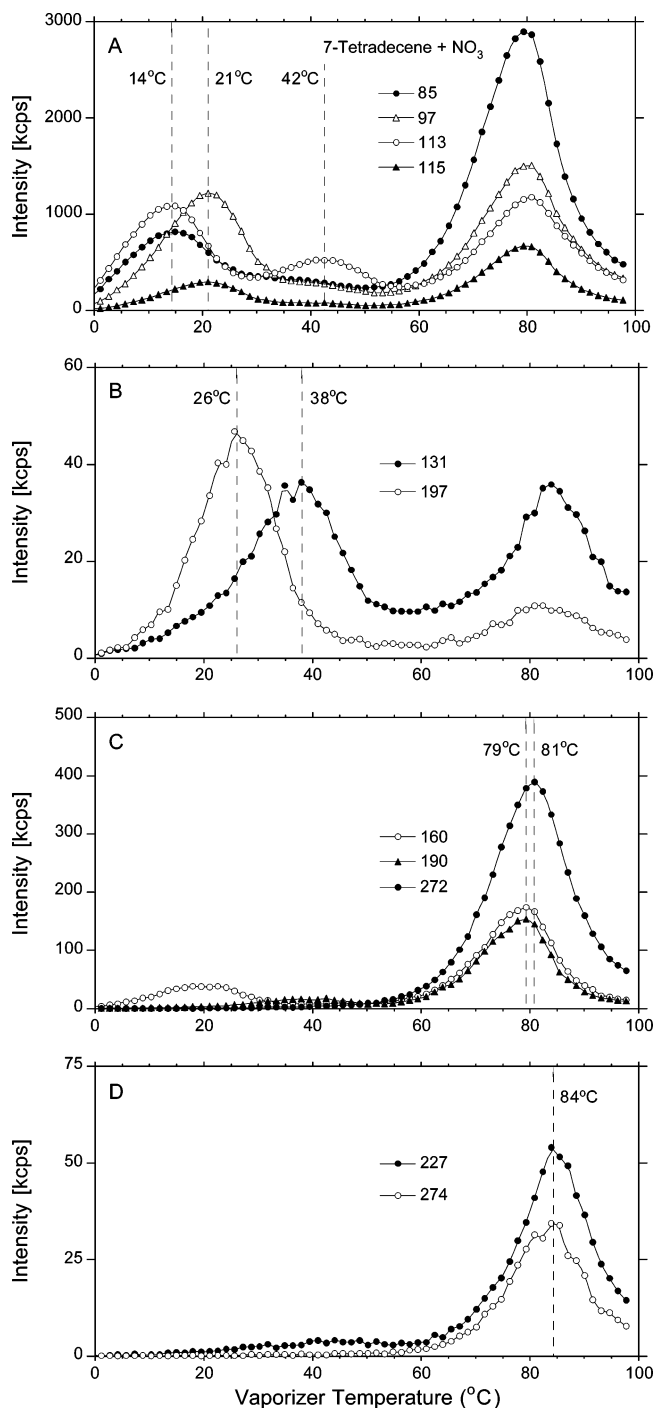 A
7-Tetradecene + NO3
14°C
21°C
42°C
85
97
113
115
Intensity [kcps]
3000
2000
1000
0
0 20 40 60 80 100
B
26°C
38°C
131
197
Intensity [kcps]
60
40
20
0
0 20 40 60 80 100
C
79°C
81°C
160
190
272
Intensity [kcps]
500
400
300
200
100
0
0 20 40 60 80 100
D
84°C
227
274
Intensity [kcps]
75
50
25
0
0 20 40 60 80 100
Vaporizer Temperature (°C)